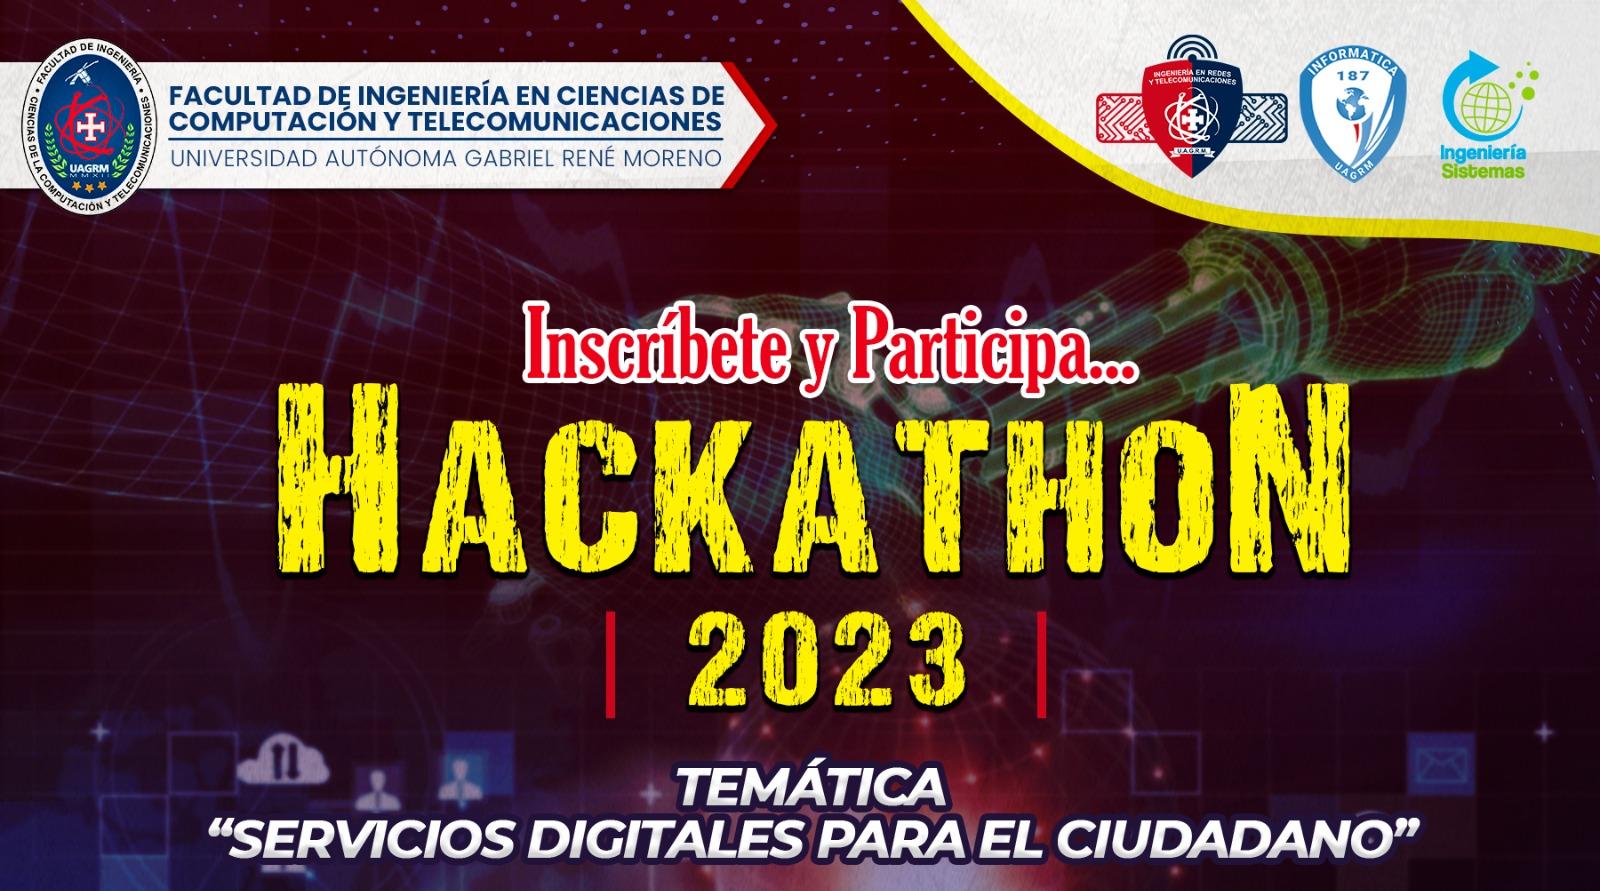 FACULTAD DE INGENIERÍA
CIENCIAS DE LA COMPUTACIÓN Y TELECOMUNICACIONES
UAGRM
MMXII
FACULTAD DE INGENIERÍA EN CIENCIAS DE
COMPUTACIÓN Y TELECOMUNICACIONES
UNIVERSIDAD AUTÓNOMA GABRIEL RENÉ MORENO
INGENIERÍA EN REDES
Y TELECOMUNICACIONES
U.A.G.R.M.
INFORMATICA
187
UAGRM
Ingeniería
Sistemas
Inscríbete y Participa...
HACKATHON
2023
TEMÁTICA
“SERVICIOS DIGITALES PARA EL CIUDADANO”